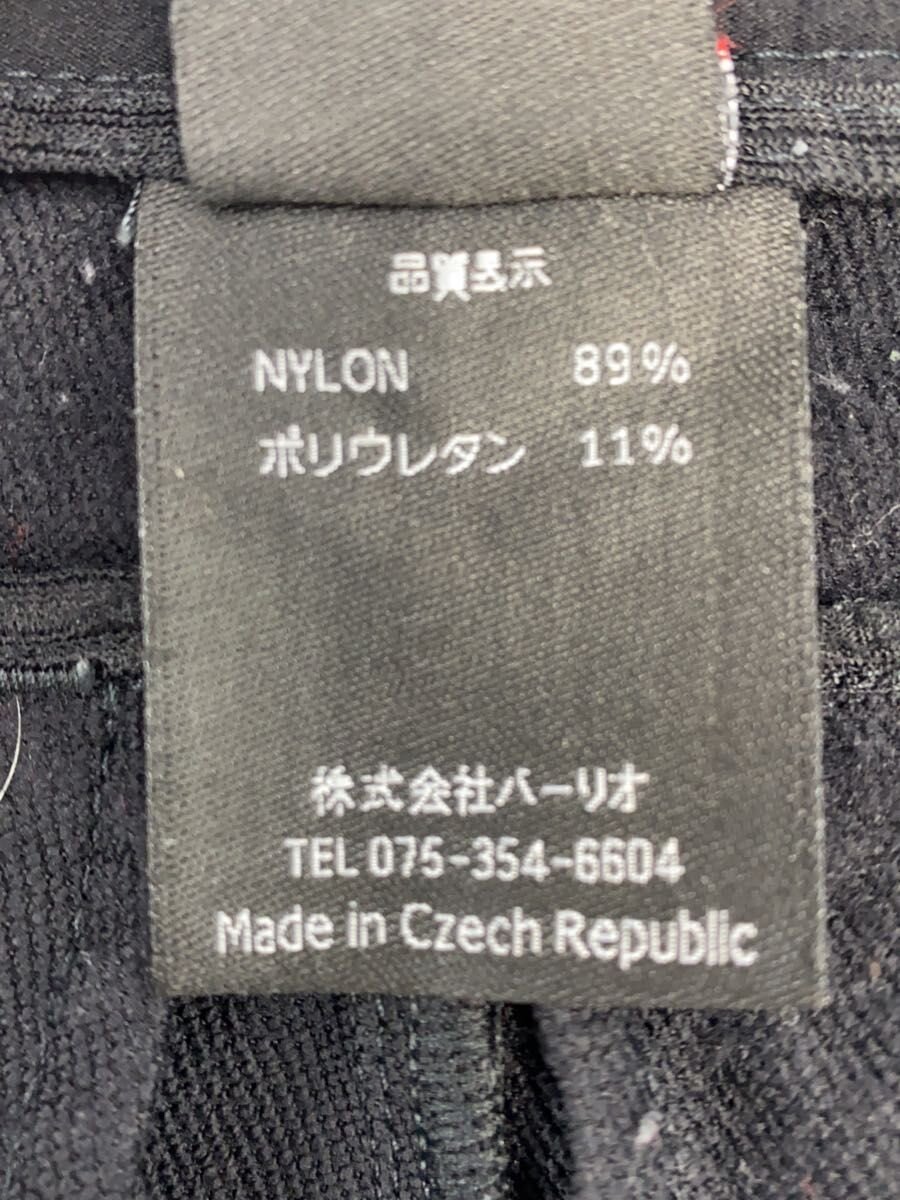 品質表示
NYLON 89%
ポリウレタン 11%
株式会社バーリオ
TEL 075-354-6604
Made in Czech Republic